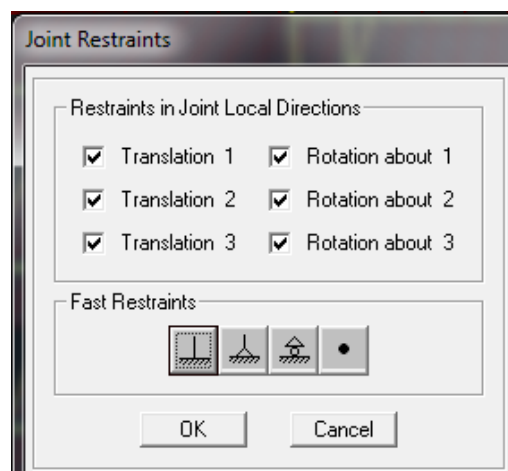 Joint Restraints
Restraints in Joint Local Directions
Translation 1 Rotation about 1
Translation 2 Rotation about 2
Translation 3 Rotation about 3
Fast Restraints
OK Cancel